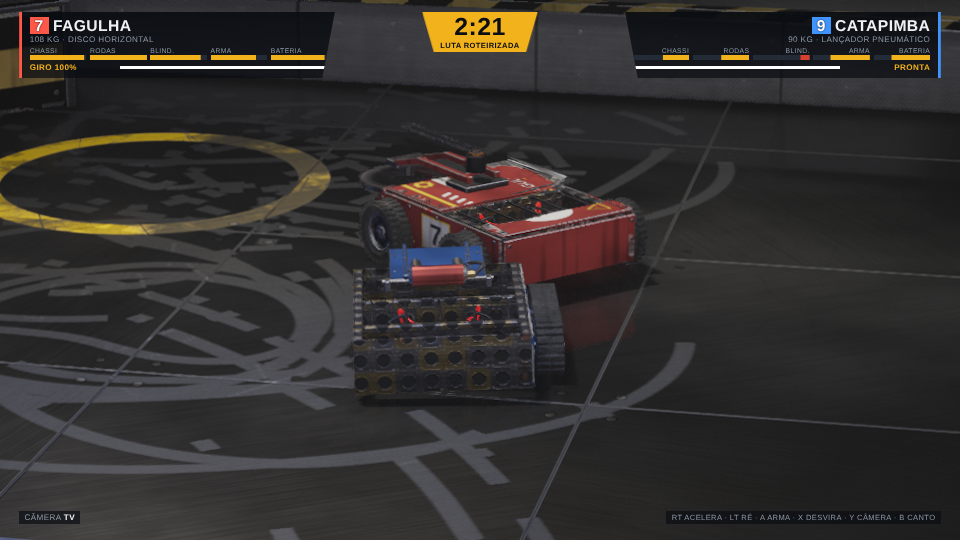 7 FAGULHA
108 KG · DISCO HORIZONTAL
CHASSI RODAS BLIND. ARMA BATERIA
GIRO 100%
2:21
LUTA ROTEIRIZADA
9 CATAPIMBA
90 KG · LANÇADOR PNEUMÁTICO
CHASSI RODAS BLIND. ARMA BATERIA
PRONTA
7
CÂMERA TV
RT ACELERA · LT RÉ · A ARMA · X DESVIRA · Y CÂMERA · B CANTO